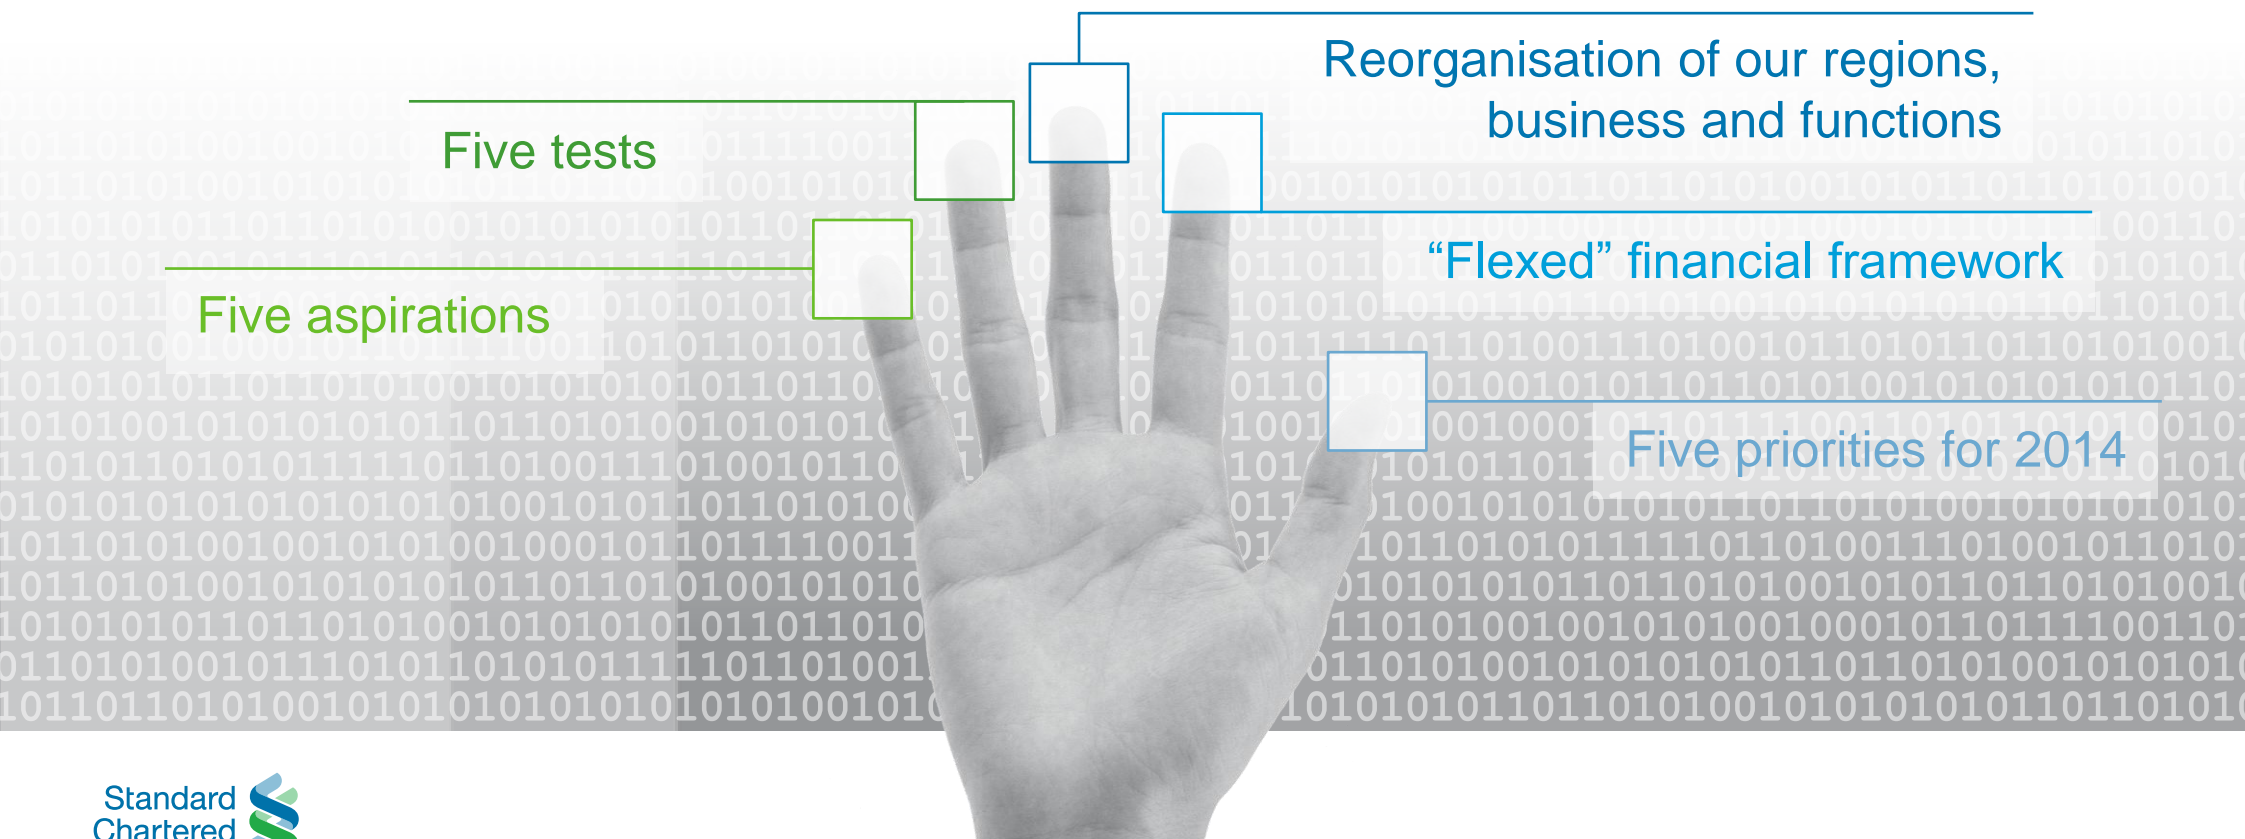 Reorganisation of our regions,
business and functions
Five tests
“Flexed” financial framework
Five aspirations
Five priorities for 2014
Standard
Chartered